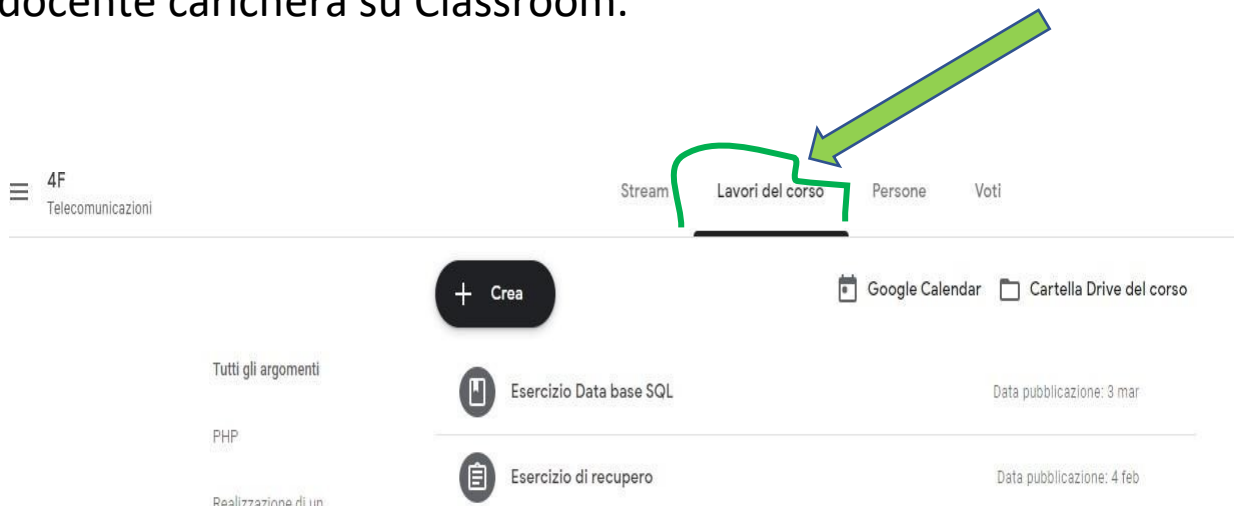 docente caricherà su Classroom.
4F
Telecomunicazioni
Stream Lavori del corso Persone Voti
+ Crea
Google Calendar Cartella Drive del corso
Tutti gli argomenti
Esercizio Data base SQL Data pubblicazione: 3 mar
PHP
Esercizio di recupero Data pubblicazione: 4 feb
Realizzazione di un